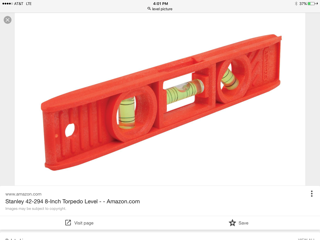 AT&T LTE 4:01 PM 97%
level picture
www.amazon.com
Stanley 42-294 8-Inch Torpedo Level - - Amazon.com
Images may be subject to copyright.
Visit page
Save